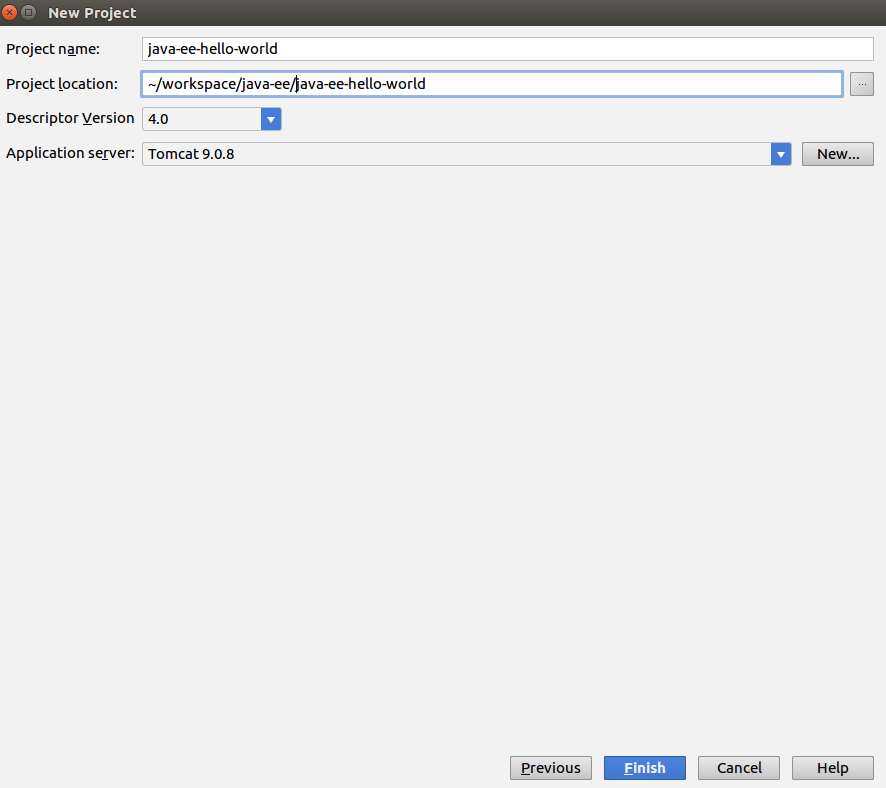 New Project
Project name: java-ee-hello-world
Project location: ~/workspace/java-ee/java-ee-hello-world ...
Descriptor Version 4.0
Application server: Tomcat 9.0.8 New...
Previous Finish Cancel Help